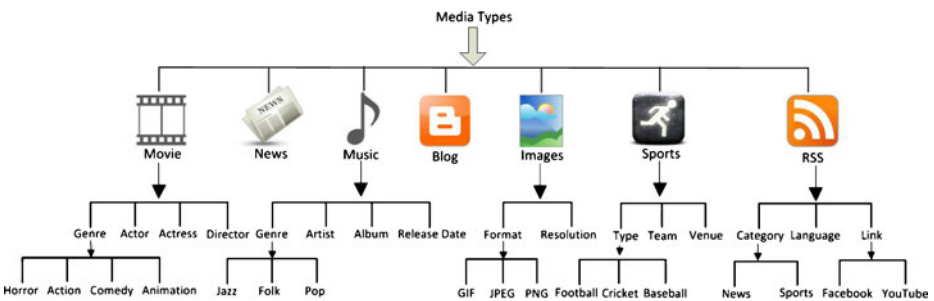 Media Types
NEWS
Movie News Music Blog Images Sports RSS
Genre Actor Actress Director Genre Artist Album Release Date Format Resolution Type Team Venue Category Language Link
Horror Action Comedy Animation Jazz Folk Pop GIF JPEG PNG Football Cricket Baseball News Sports Facebook YouTube